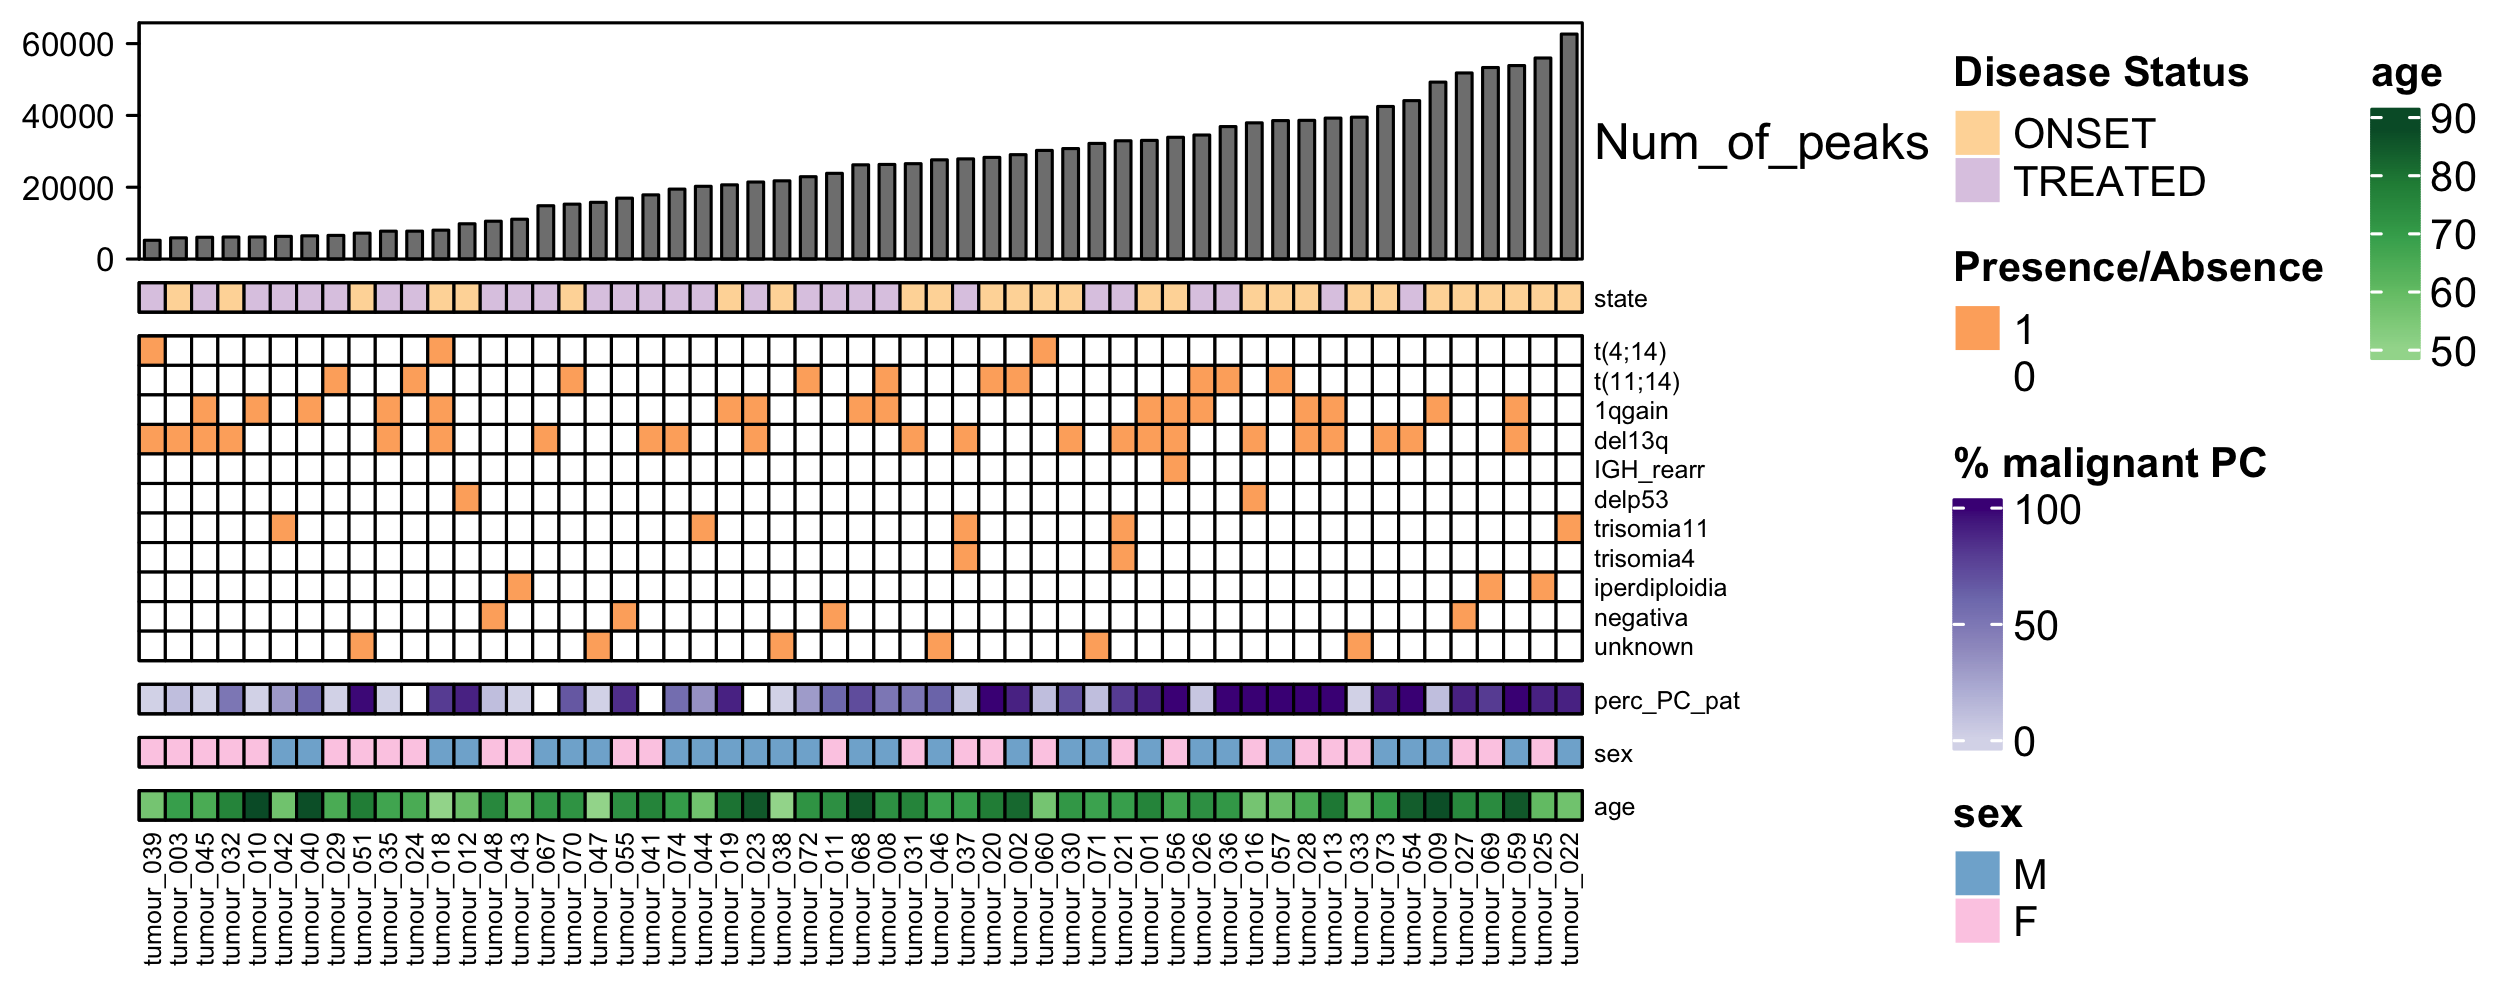 60000
40000
20000
0
Num_of_peaks
state
t(4;14)
t(11;14)
1qgain
del13q
IGH_rearr
delp53
trisomia11
trisomia4
iperdiploidia
negativa
unknown
perc_PC_pat
sex
age
tumour_039
tumour_003
tumour_045
tumour_032
tumour_010
tumour_042
tumour_040
tumour_029
tumour_051
tumour_035
tumour_024
tumour_018
tumour_012
tumour_048
tumour_043
tumour_067
tumour_070
tumour_047
tumour_055
tumour_041
tumour_074
tumour_044
tumour_019
tumour_023
tumour_038
tumour_072
tumour_011
tumour_068
tumour_008
tumour_031
tumour_046
tumour_037
tumour_020
tumour_002
tumour_060
tumour_030
tumour_071
tumour_021
tumour_001
tumour_056
tumour_026
tumour_036
tumour_016
tumour_057
tumour_028
tumour_013
tumour_033
tumour_073
tumour_054
tumour_009
tumour_027
tumour_069
tumour_059
tumour_025
tumour_022
Disease Status
ONSET
TREATED
Presence/Absence
1
0
% malignant PC
100
50
0
sex
M
F
age
90
80
70
60
50